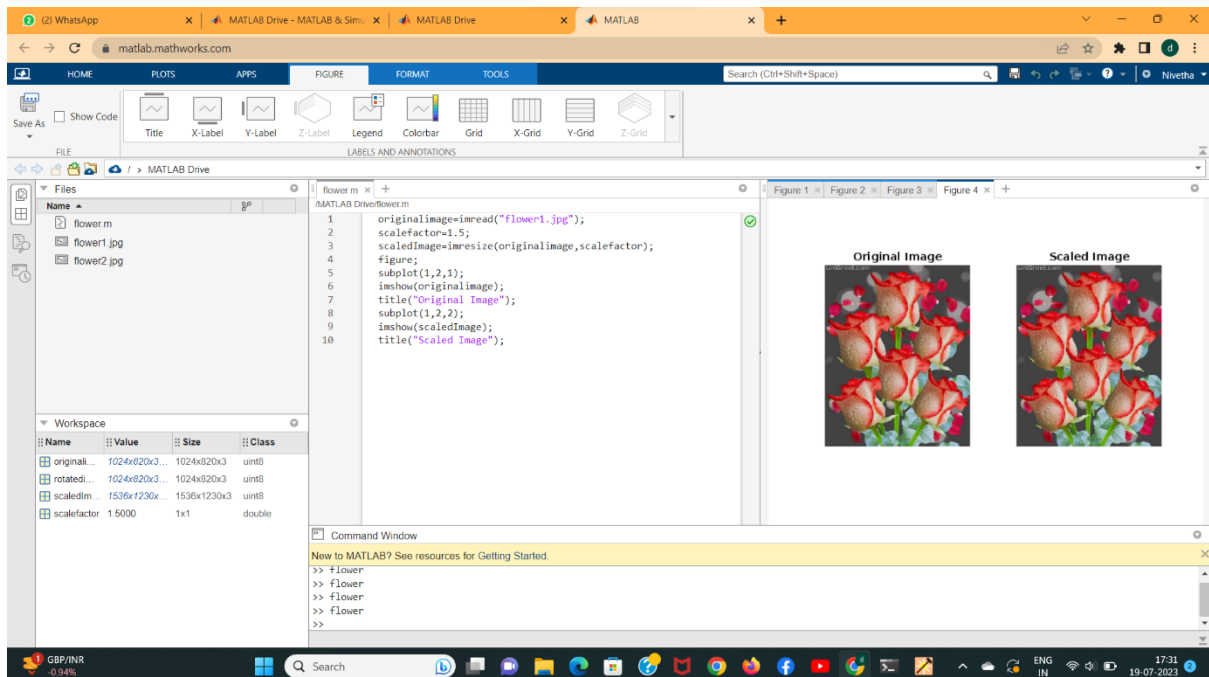 (2) WhatsApp
MATLAB Drive - MATLAB & Simu
MATLAB Drive
MATLAB
matlab.mathworks.com
HOME PLOTS APPS FIGURE FORMAT TOOLS Search (Ctrl+Shift+Space) Nivetha
Save As
Show Code
Title X-Label Y-Label Z-Label Legend Colorbar Grid X-Grid Y-Grid Z-Grid
FILE LABELS AND ANNOTATIONS
/ > MATLAB Drive
Files
Name
flower.m
flower1.jpg
flower2.jpg
Workspace
Name Value Size Class
originali... 1024x820x3... 1024x820x3 uint8
rotatedi... 1024x820x3... 1024x820x3 uint8
scaledIm... 1536x1230x... 1536x1230x3 uint8
scalefactor 1.5000 1x1 double
flower.m
/MATLAB Drive/flower.m
1 originalimage=imread("flower1.jpg");
2 scalefactor=1.5;
3 scaledImage=imresize(originalimage,scalefactor);
4 figure;
5 subplot(1,2,1);
6 imshow(originalimage);
7 title("Original Image");
8 subplot(1,2,2);
9 imshow(scaledImage);
10 title("Scaled Image");
Figure 1 Figure 2 Figure 3 Figure 4
Original Image Scaled Image
Command Window
New to MATLAB? See resources for Getting Started.
>> flower
>> flower
>> flower
>> flower
>>
GBP/INR
-0.94%
Search
ENG
IN
17:31
19-07-2023
2